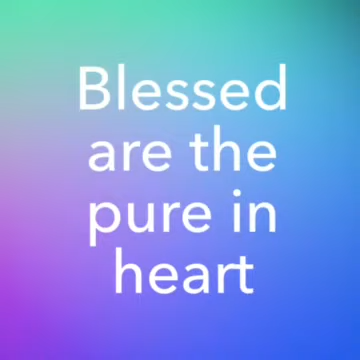 Blessed
are the
pure in
heart